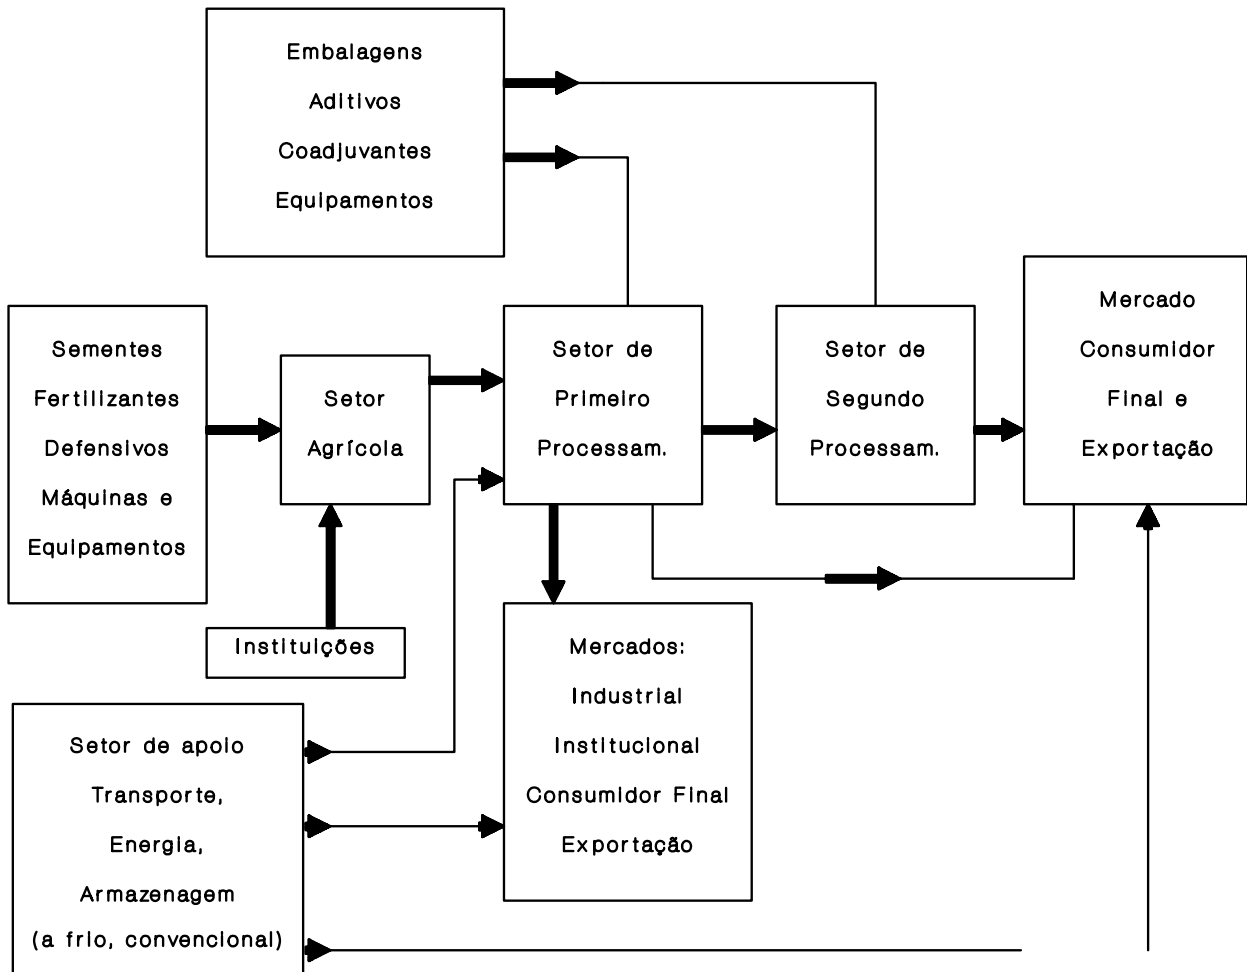 Embalagens
Aditivos
Coadjuvantes
Equipamentos
Sementes
Fertilizantes
Defensivos
Máquinas e
Equipamentos
Setor
Agrícola
Setor de
Primeiro
Processam.
Setor de
Segundo
Processam.
Mercado
Consumidor
Final e
Exportação
Instituições
Mercados:
Industrial
Institucional
Consumidor Final
Exportação
Setor de apoio
Transporte,
Energia,
Armazenagem
(a frio, convencional)